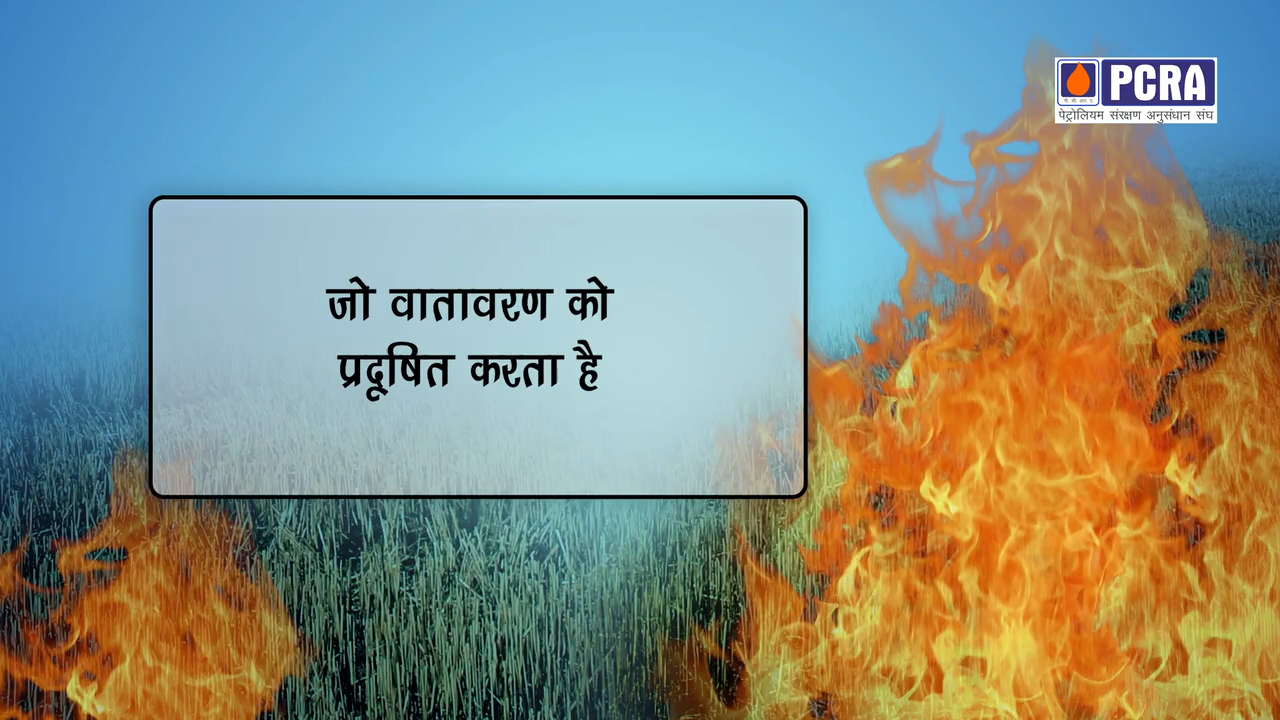 PCRA
पेट्रोलियम संरक्षण अनुसंधान संघ
जो वातावरण को
प्रदूषित करता है